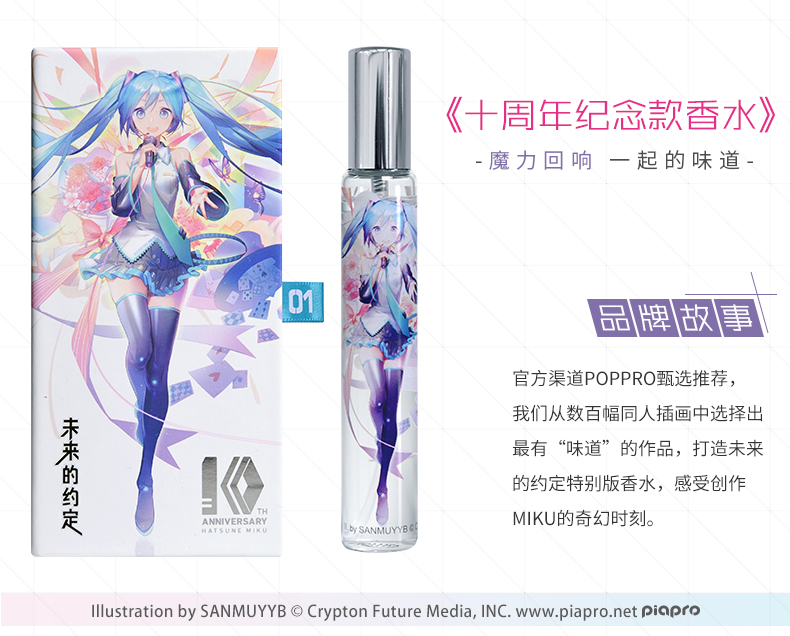 《十周年纪念款香水》
-魔力回响 一起的味道-
01
品牌故事
官方渠道POPPRO甄选推荐，
我们从数百幅同人插画中选择出
最有“味道”的作品，打造未来
的约定特别版香水，感受创作
MIKU的奇幻时刻。
未来的约定
10TH
ANNIVERSARY
HATSUNE MIKU
by SANMUYYB ©
Illustration by SANMUYYB © Crypton Future Media, INC. www.piapro.net piapro